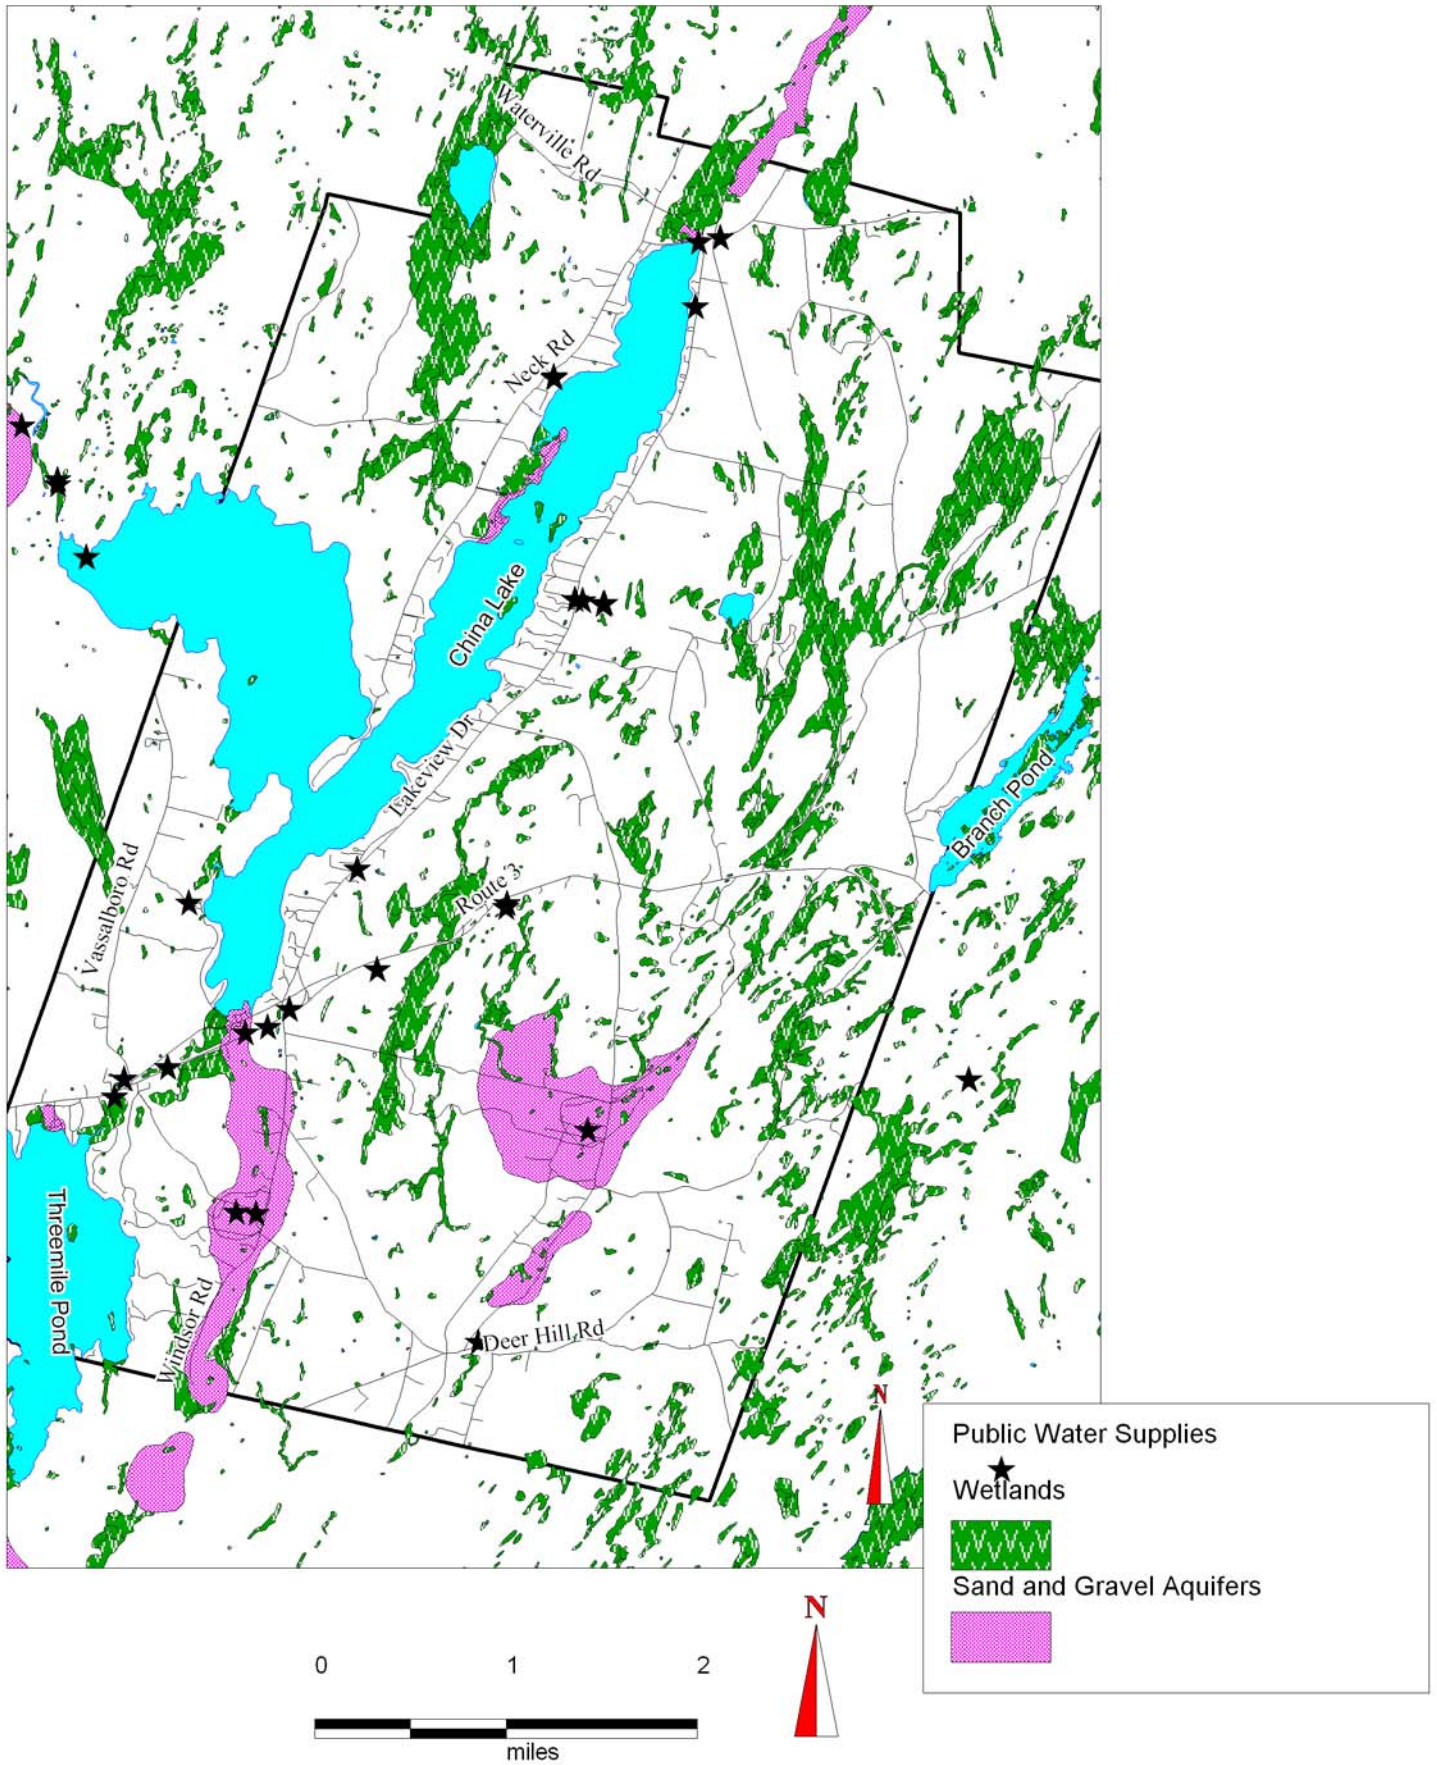 Waterville Rd
Neck Rd
China Lake
Lakeview Dr
Branch Pond
Vassalboro Rd
Route 3
Threemile Pond
Windsor Rd
Deer Hill Rd
N
Public Water Supplies
Wetlands
Sand and Gravel Aquifers
N
0 1 2
miles